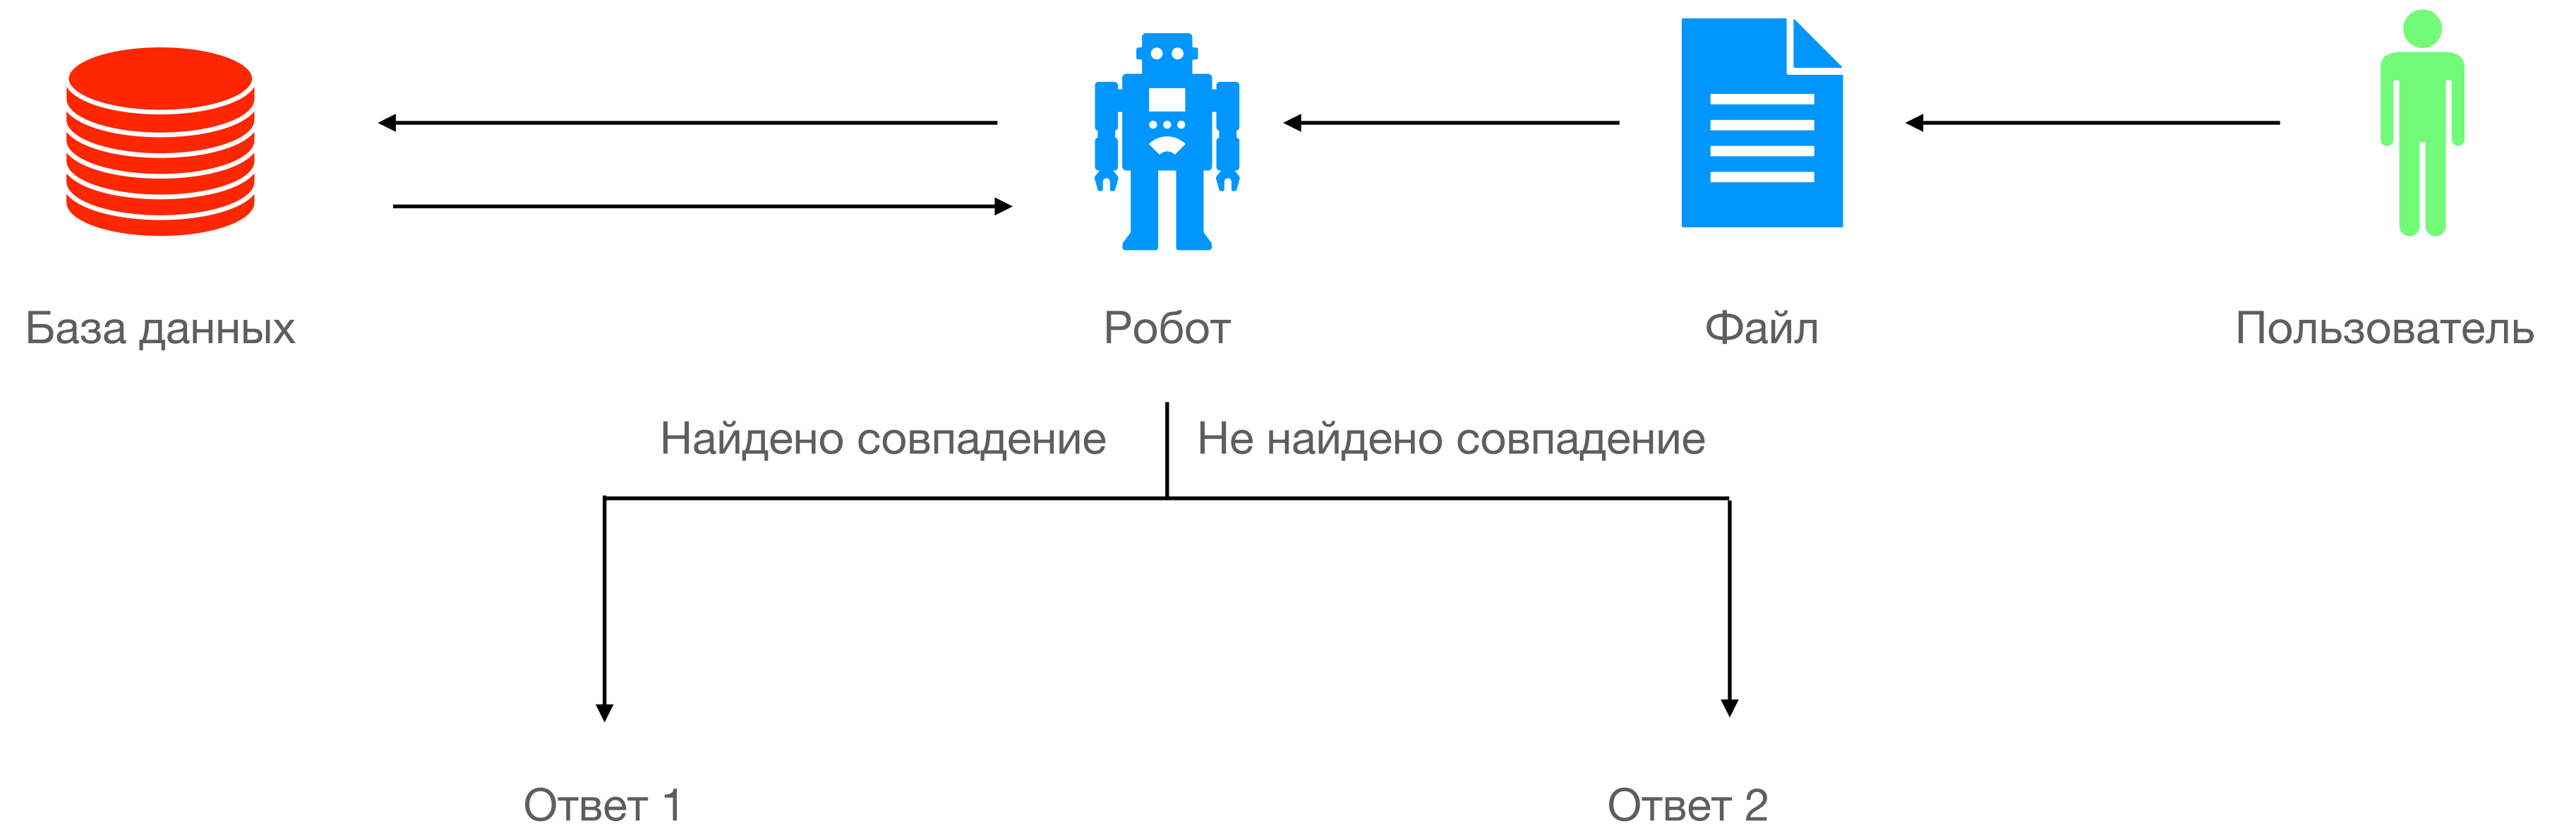 База данных
Робот
Файл
Пользователь
Найдено совпадение
Не найдено совпадение
Ответ 1
Ответ 2